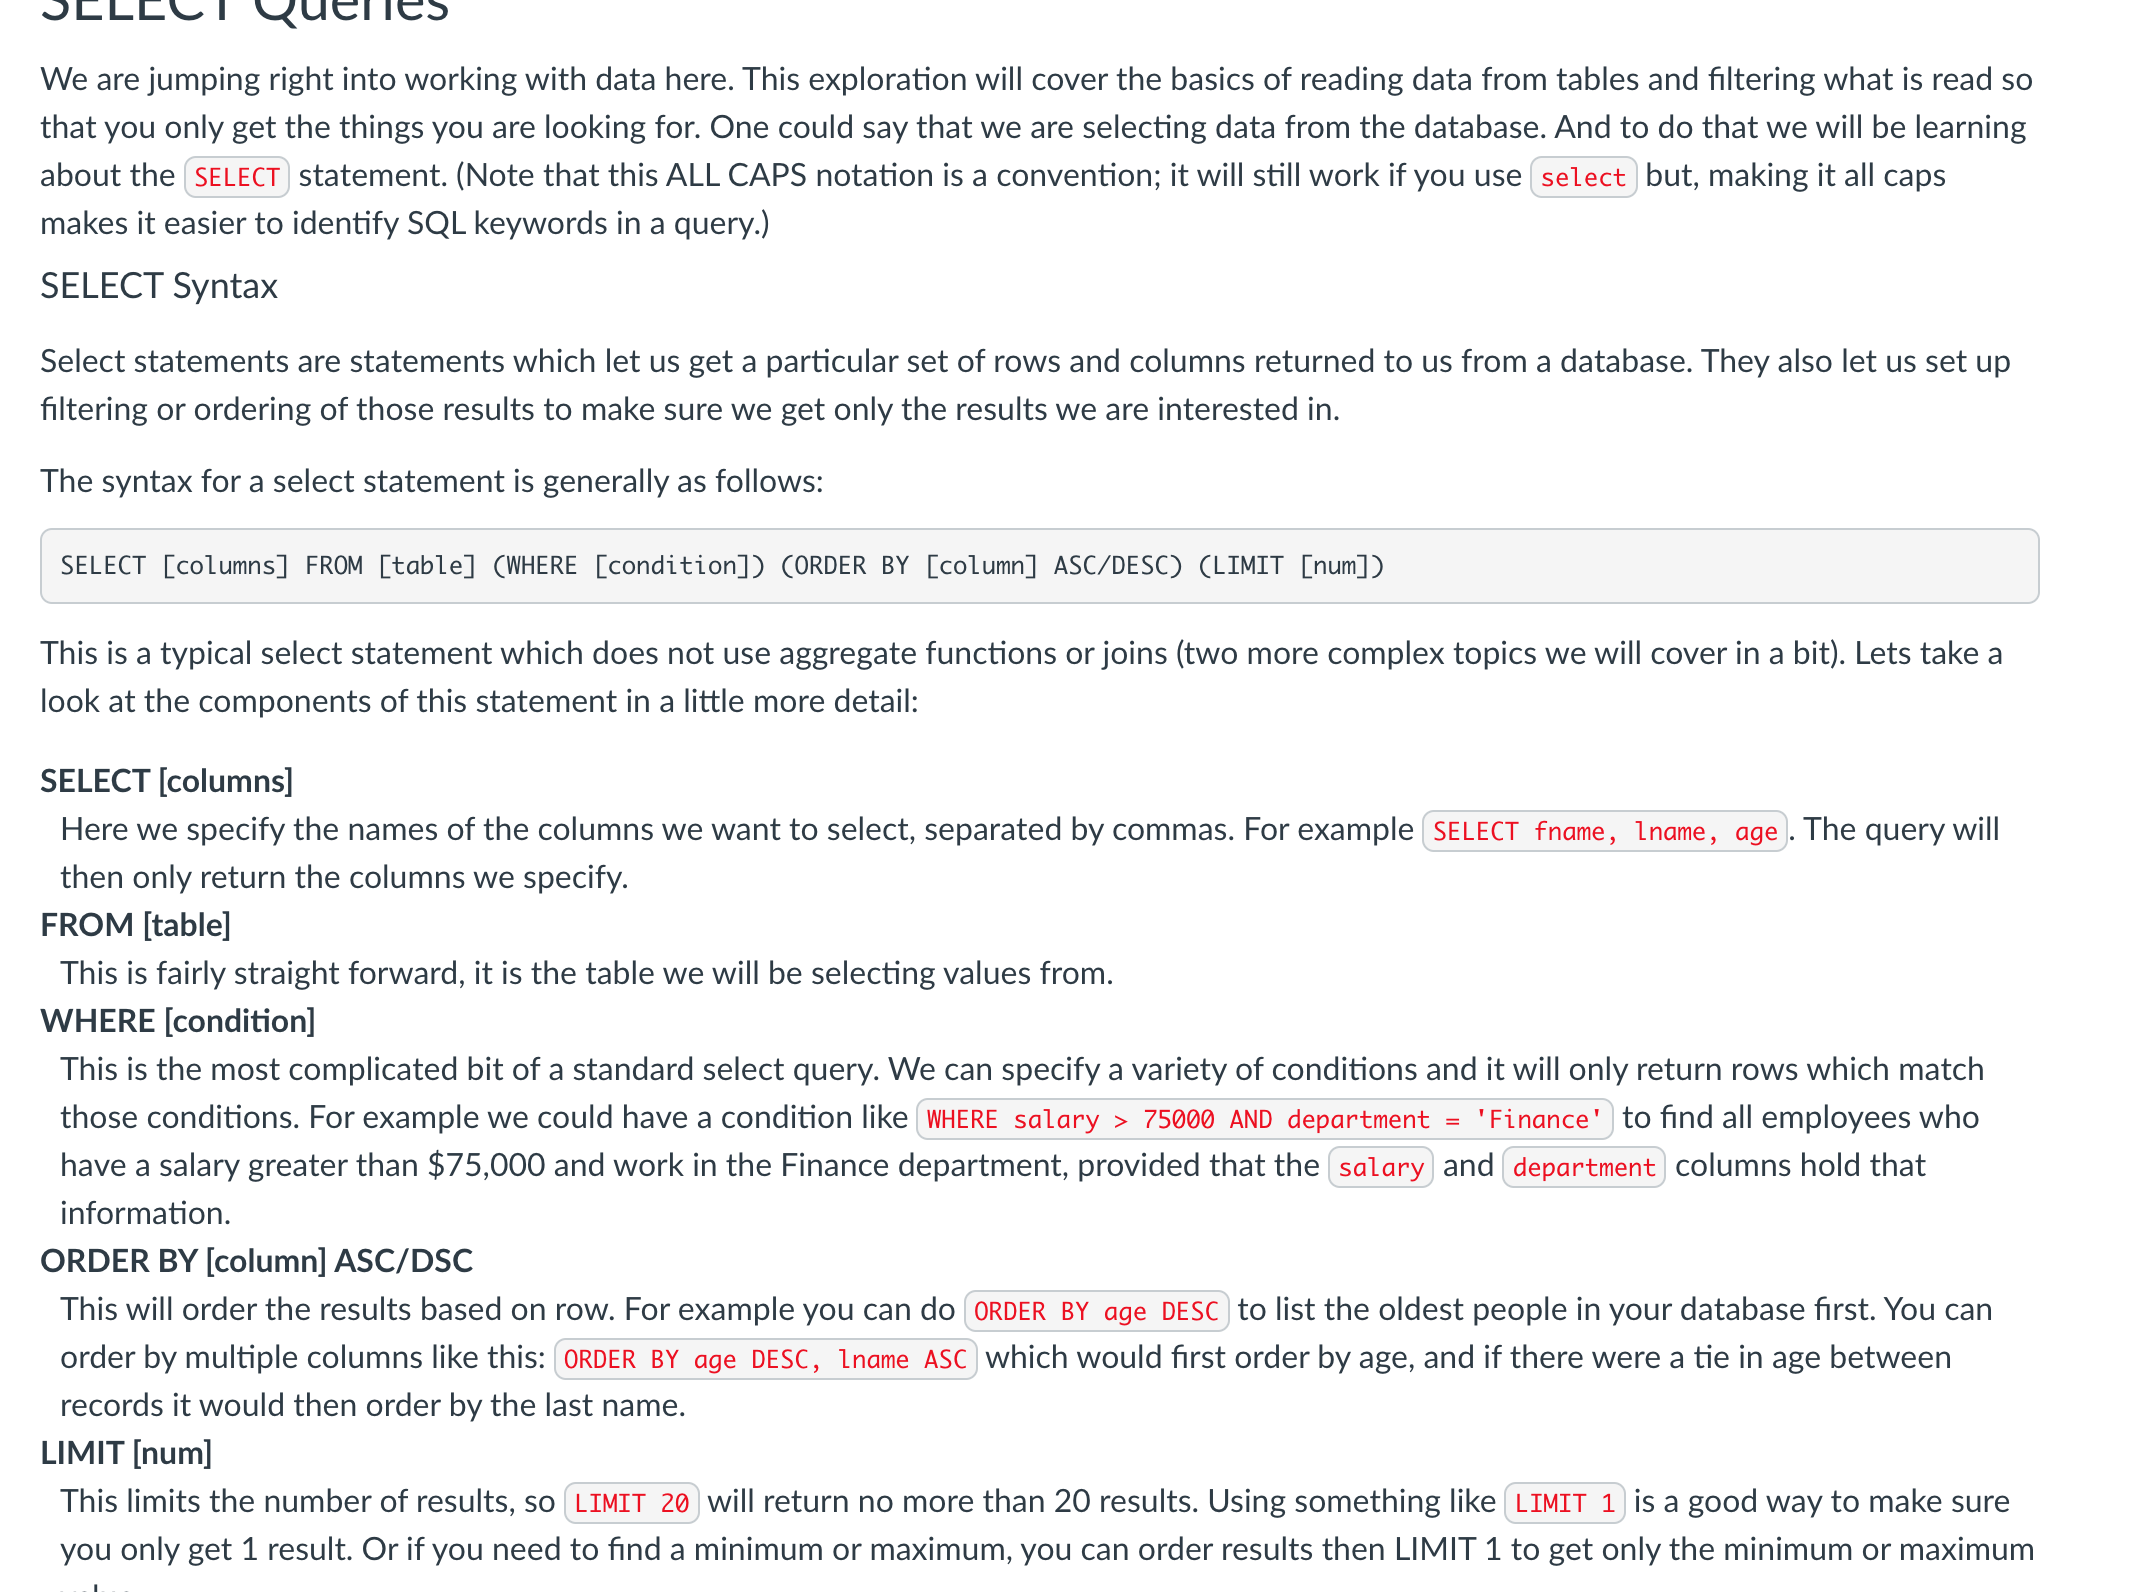 SELECT Queries
We are jumping right into working with data here. This exploration will cover the basics of reading data from tables and filtering what is read so
that you only get the things you are looking for. One could say that we are selecting data from the database. And to do that we will be learning
about the SELECT statement. (Note that this ALL CAPS notation is a convention; it will still work if you use select but, making it all caps
makes it easier to identify SQL keywords in a query.)
SELECT Syntax
Select statements are statements which let us get a particular set of rows and columns returned to us from a database. They also let us set up
filtering or ordering of those results to make sure we get only the results we are interested in.
The syntax for a select statement is generally as follows:
SELECT [columns] FROM [table] (WHERE [condition]) (ORDER BY [column] ASC/DESC) (LIMIT [num])
This is a typical select statement which does not use aggregate functions or joins (two more complex topics we will cover in a bit). Lets take a
look at the components of this statement in a little more detail:
SELECT [columns]
Here we specify the names of the columns we want to select, separated by commas. For example SELECT fname, lname, age. The query will
then only return the columns we specify.
FROM [table]
This is fairly straight forward, it is the table we will be selecting values from.
WHERE [condition]
This is the most complicated bit of a standard select query. We can specify a variety of conditions and it will only return rows which match
those conditions. For example we could have a condition like WHERE salary > 75000 AND department = 'Finance' to find all employees who
have a salary greater than $75,000 and work in the Finance department, provided that the salary and department columns hold that
information.
ORDER BY [column] ASC/DSC
This will order the results based on row. For example you can do ORDER BY age DESC to list the oldest people in your database first. You can
order by multiple columns like this: ORDER BY age DESC, lname ASC which would first order by age, and if there were a tie in age between
records it would then order by the last name.
LIMIT [num]
This limits the number of results, so LIMIT 20 will return no more than 20 results. Using something like LIMIT 1 is a good way to make sure
you only get 1 result. Or if you need to find a minimum or maximum, you can order results then LIMIT 1 to get only the minimum or maximum